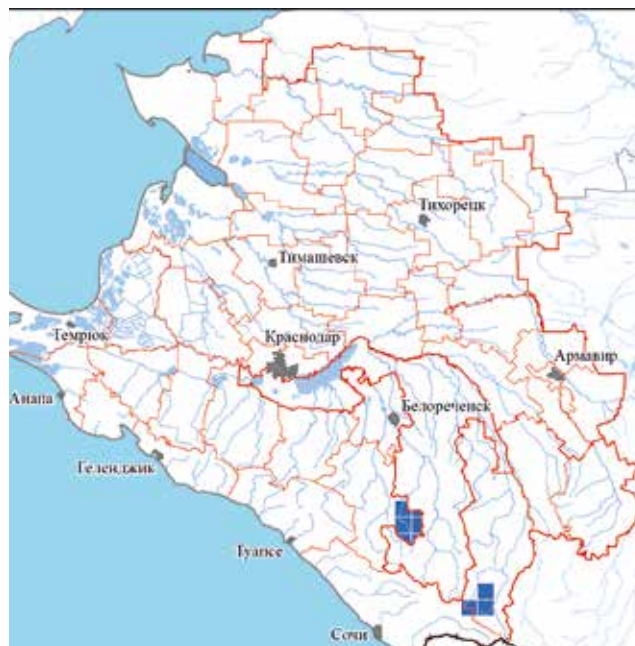 Тихорецк
Тимашевск
Темрюк
Краснодар
Армавир
Анапа
Белореченск
Геленджик
Туапсе
Сочи